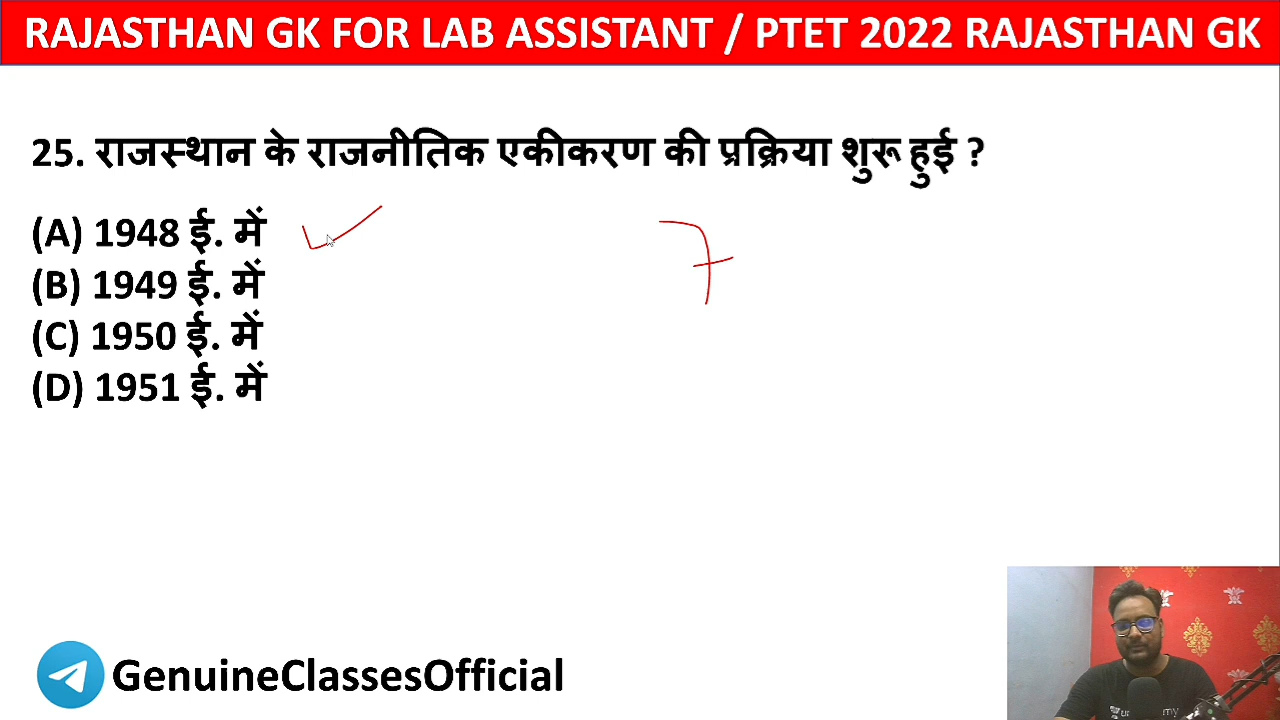 RAJASTHAN GK FOR LAB ASSISTANT / PTET 2022 RAJASTHAN GK
25. राजस्थान के राजनीतिक एकीकरण की प्रक्रिया शुरू हुई ?
(A) 1948 ई. में
7
(B) 1949 ई. में
(C) 1950 ई. में
(D) 1951 ई. में
GenuineClassesOfficial